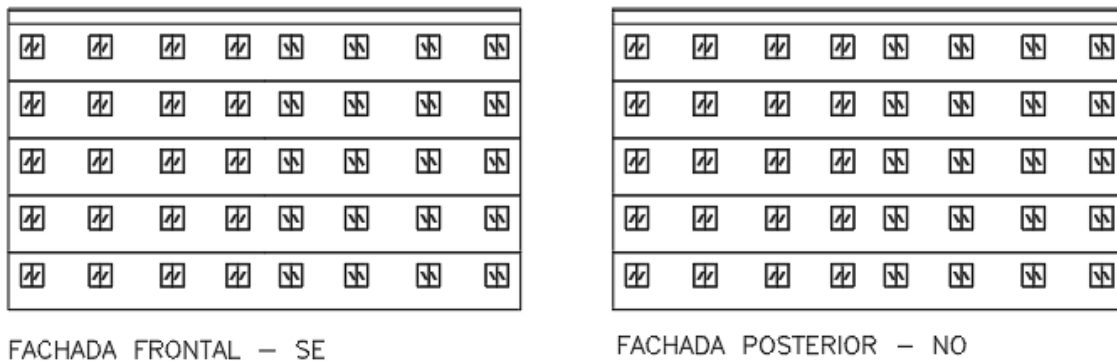 FACHADA FRONTAL – SE
FACHADA POSTERIOR – NO